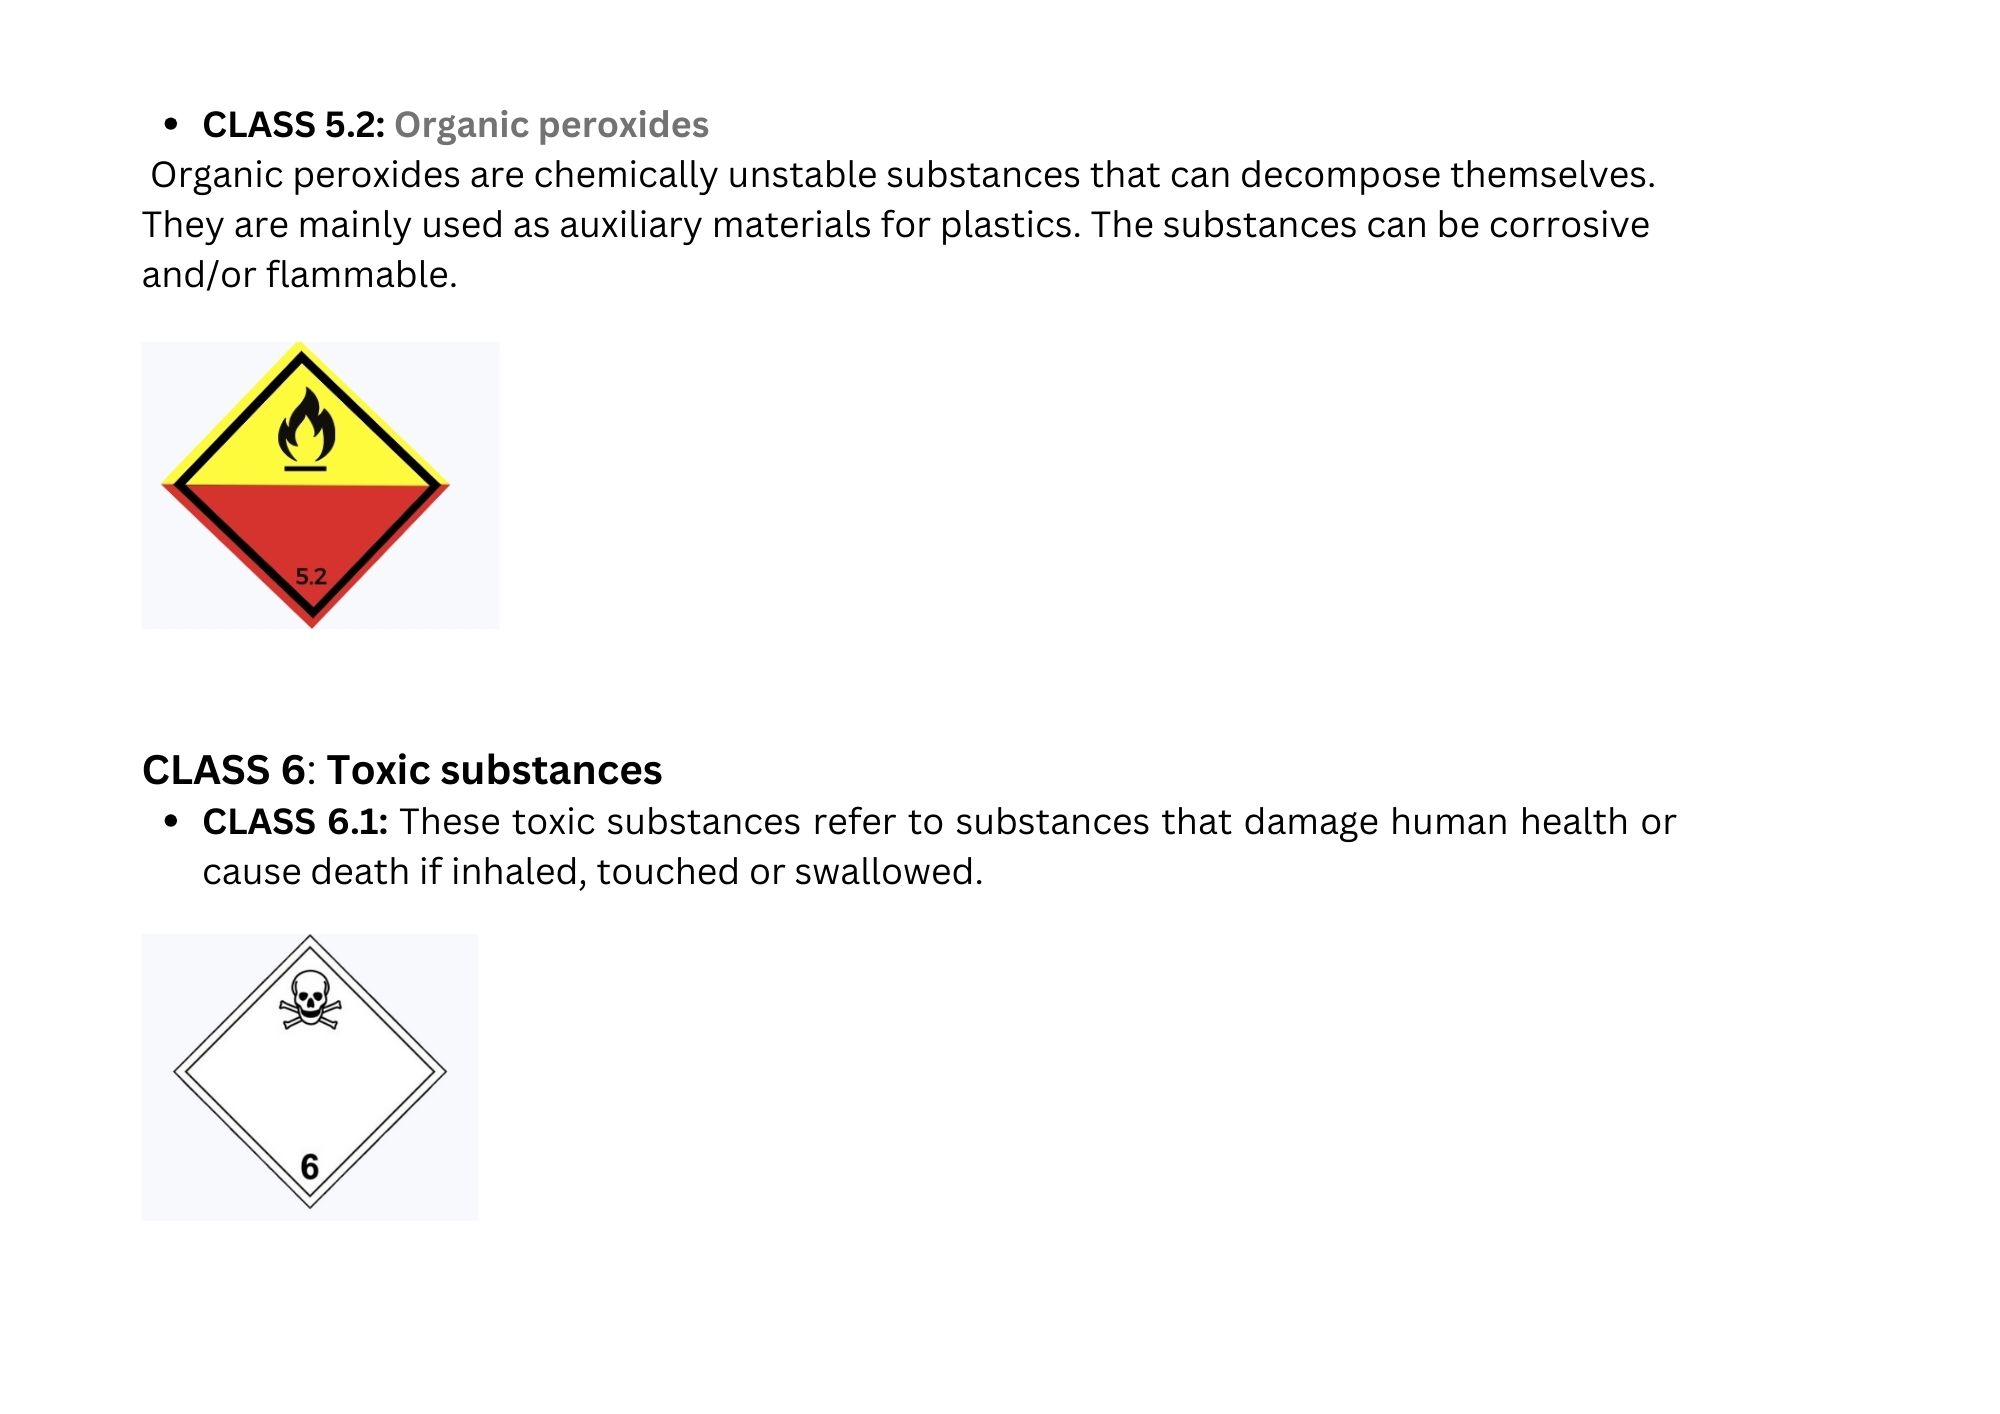 CLASS 5.2: Organic peroxides
Organic peroxides are chemically unstable substances that can decompose themselves.
They are mainly used as auxiliary materials for plastics. The substances can be corrosive
and/or flammable.
5.2
CLASS 6: Toxic substances
CLASS 6.1: These toxic substances refer to substances that damage human health or
cause death if inhaled, touched or swallowed.
6